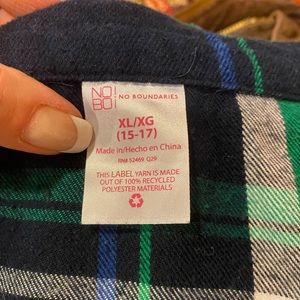 NO!
BO! NO BOUNDARIES
XL/XG
(15-17)
Made in/Hecho en China
RN# 52469 Q29
THIS LABEL YARN IS MADE
OUT OF 100% RECYCLED
POLYESTER MATERIALS